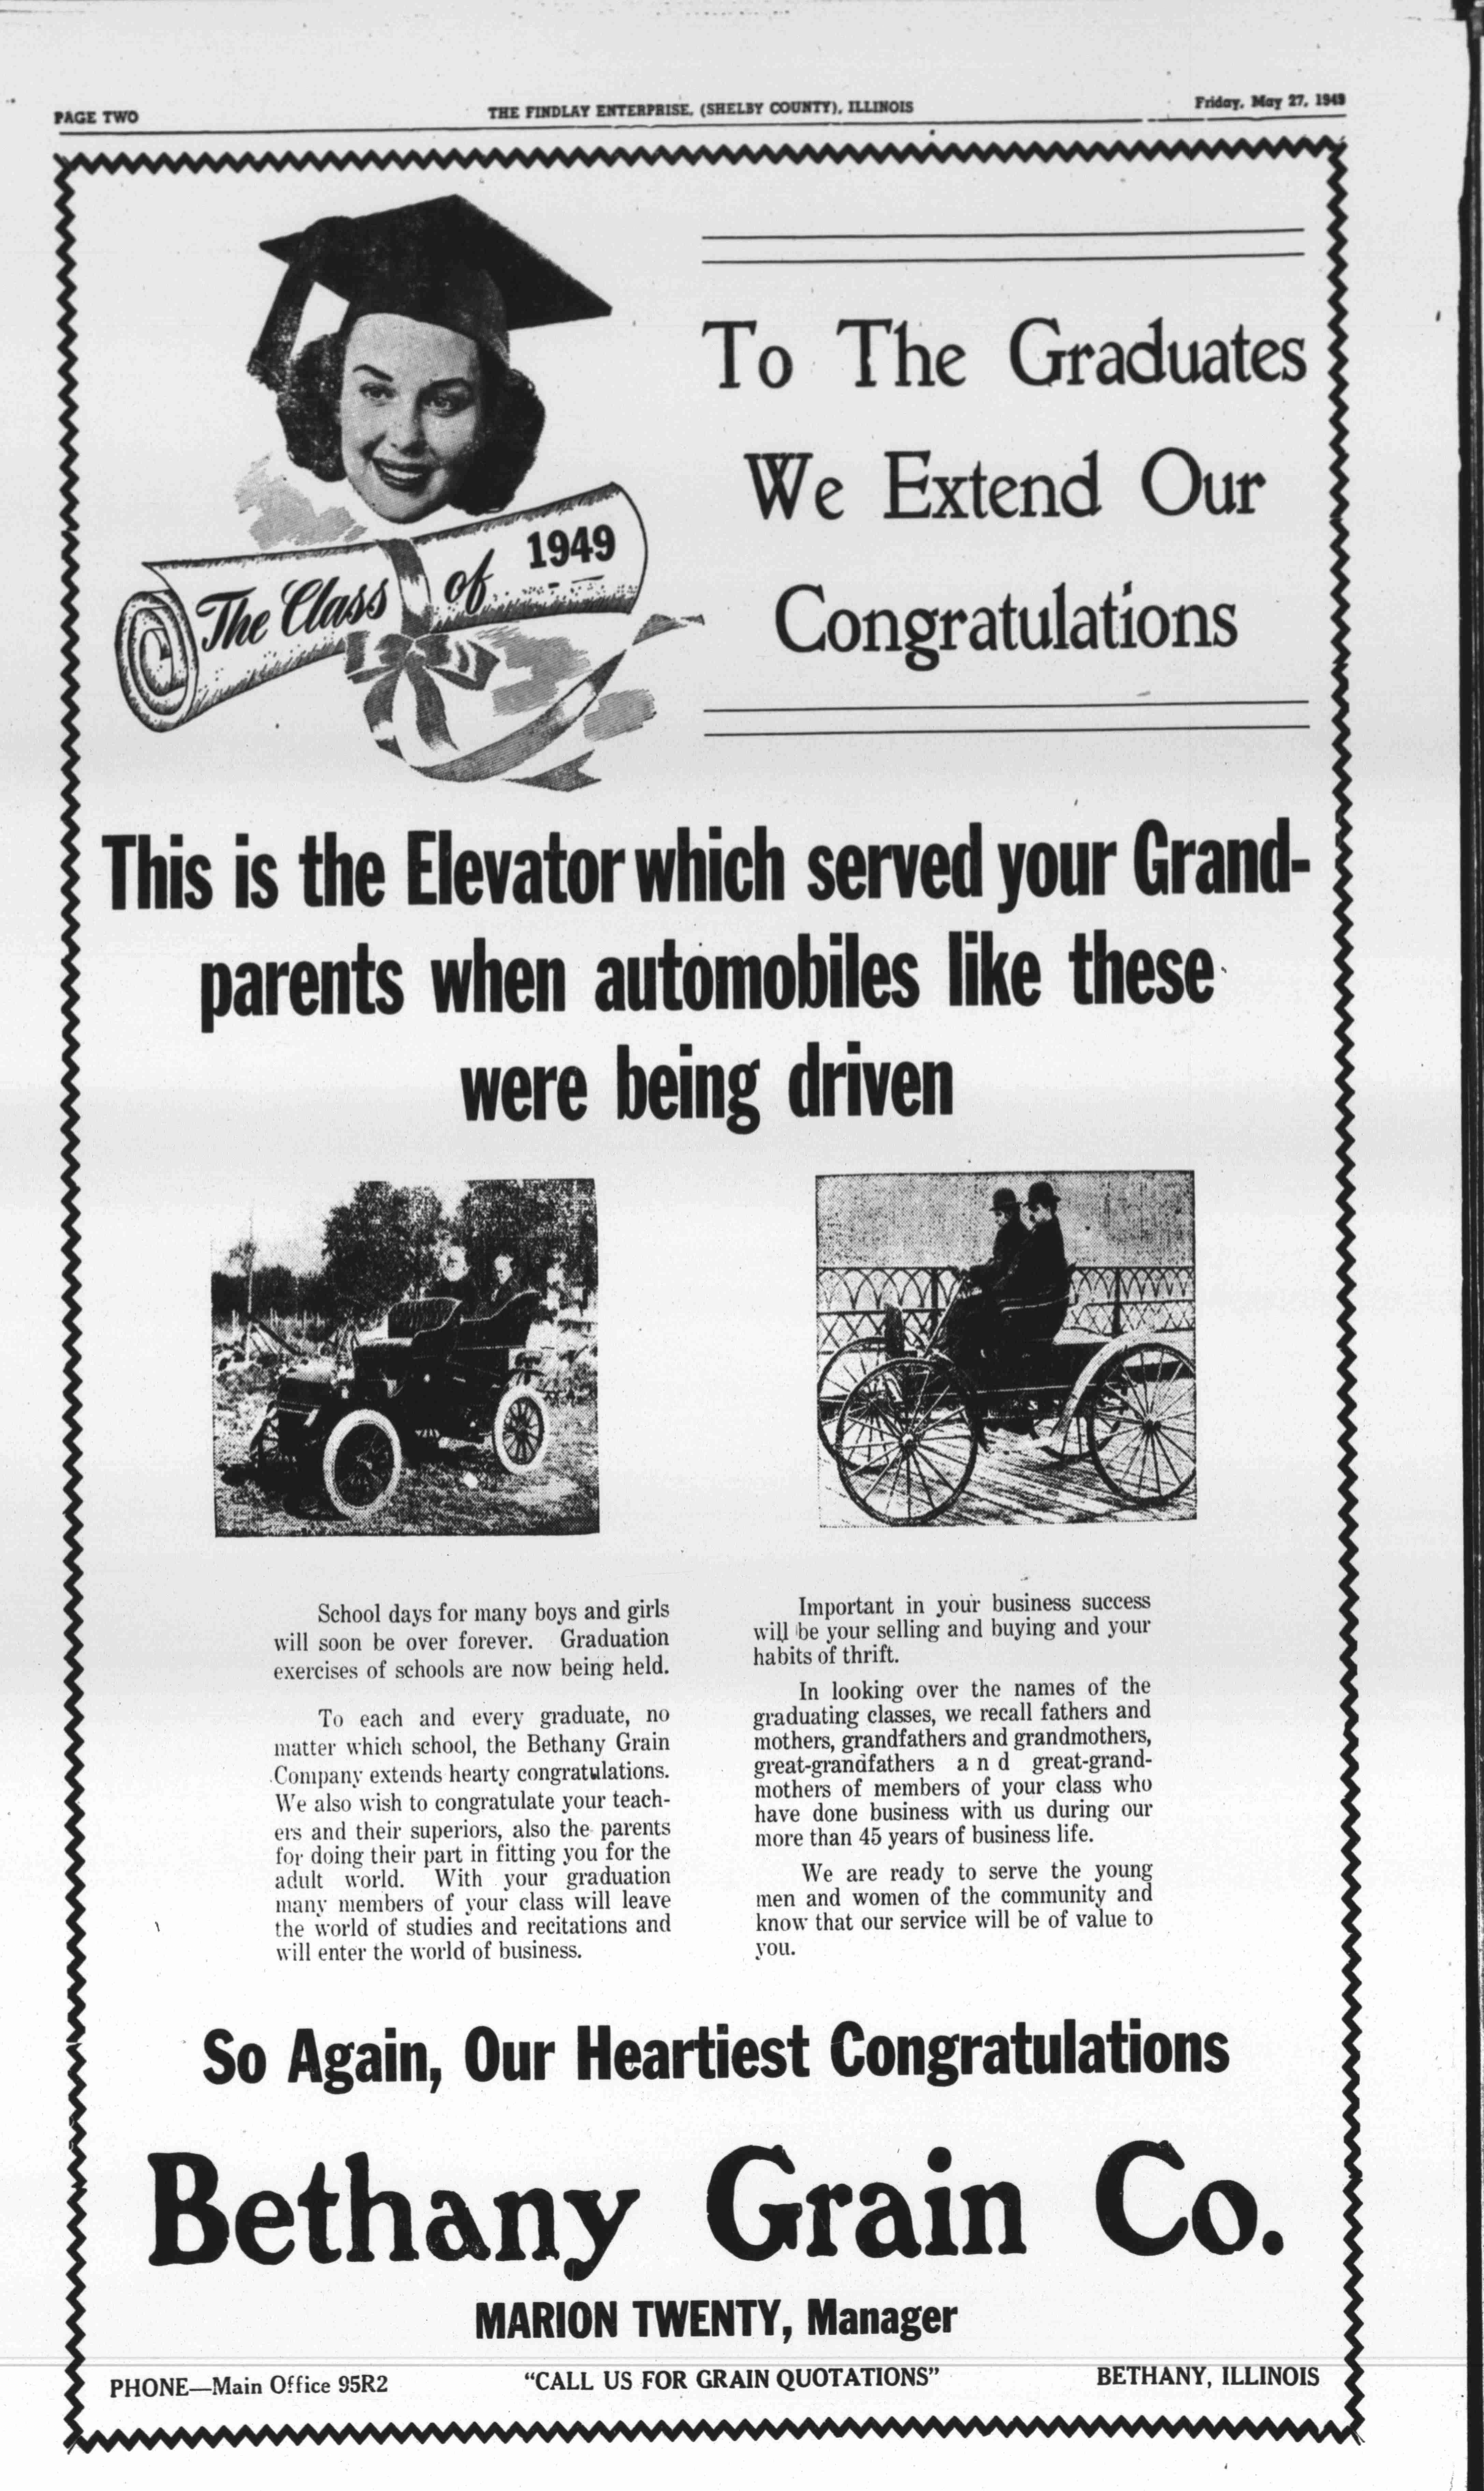 PAGE TWO
THE FINDLAY ENTERPRISE, (SHELBY COUNTY), ILLINOIS
Friday, May 27, 1949
The Class of 1949
To The Graduates
We Extend Our
Congratulations
This is the Elevator which served your Grand-
parents when automobiles like these
were being driven
School days for many boys and girls
will soon be over forever. Graduation
exercises of schools are now being held.
To each and every graduate, no
matter which school, the Bethany Grain
Company extends hearty congratulations.
We also wish to congratulate your teach-
ers and their superiors, also the parents
for doing their part in fitting you for the
adult world. With your graduation
many members of your class will leave
the world of studies and recitations and
will enter the world of business.
Important in your business success
will be your selling and buying and your
habits of thrift.
In looking over the names of the
graduating classes, we recall fathers and
mothers, grandfathers and grandmothers,
great-grandfathers and great-grand-
mothers of members of your class who
have done business with us during our
more than 45 years of business life.
We are ready to serve the young
men and women of the community and
know that our service will be of value to
you.
So Again, Our Heartiest Congratulations
Bethany Grain Co.
MARION TWENTY, Manager
PHONE—Main Office 95R2
"CALL US FOR GRAIN QUOTATIONS"
BETHANY, ILLINOIS